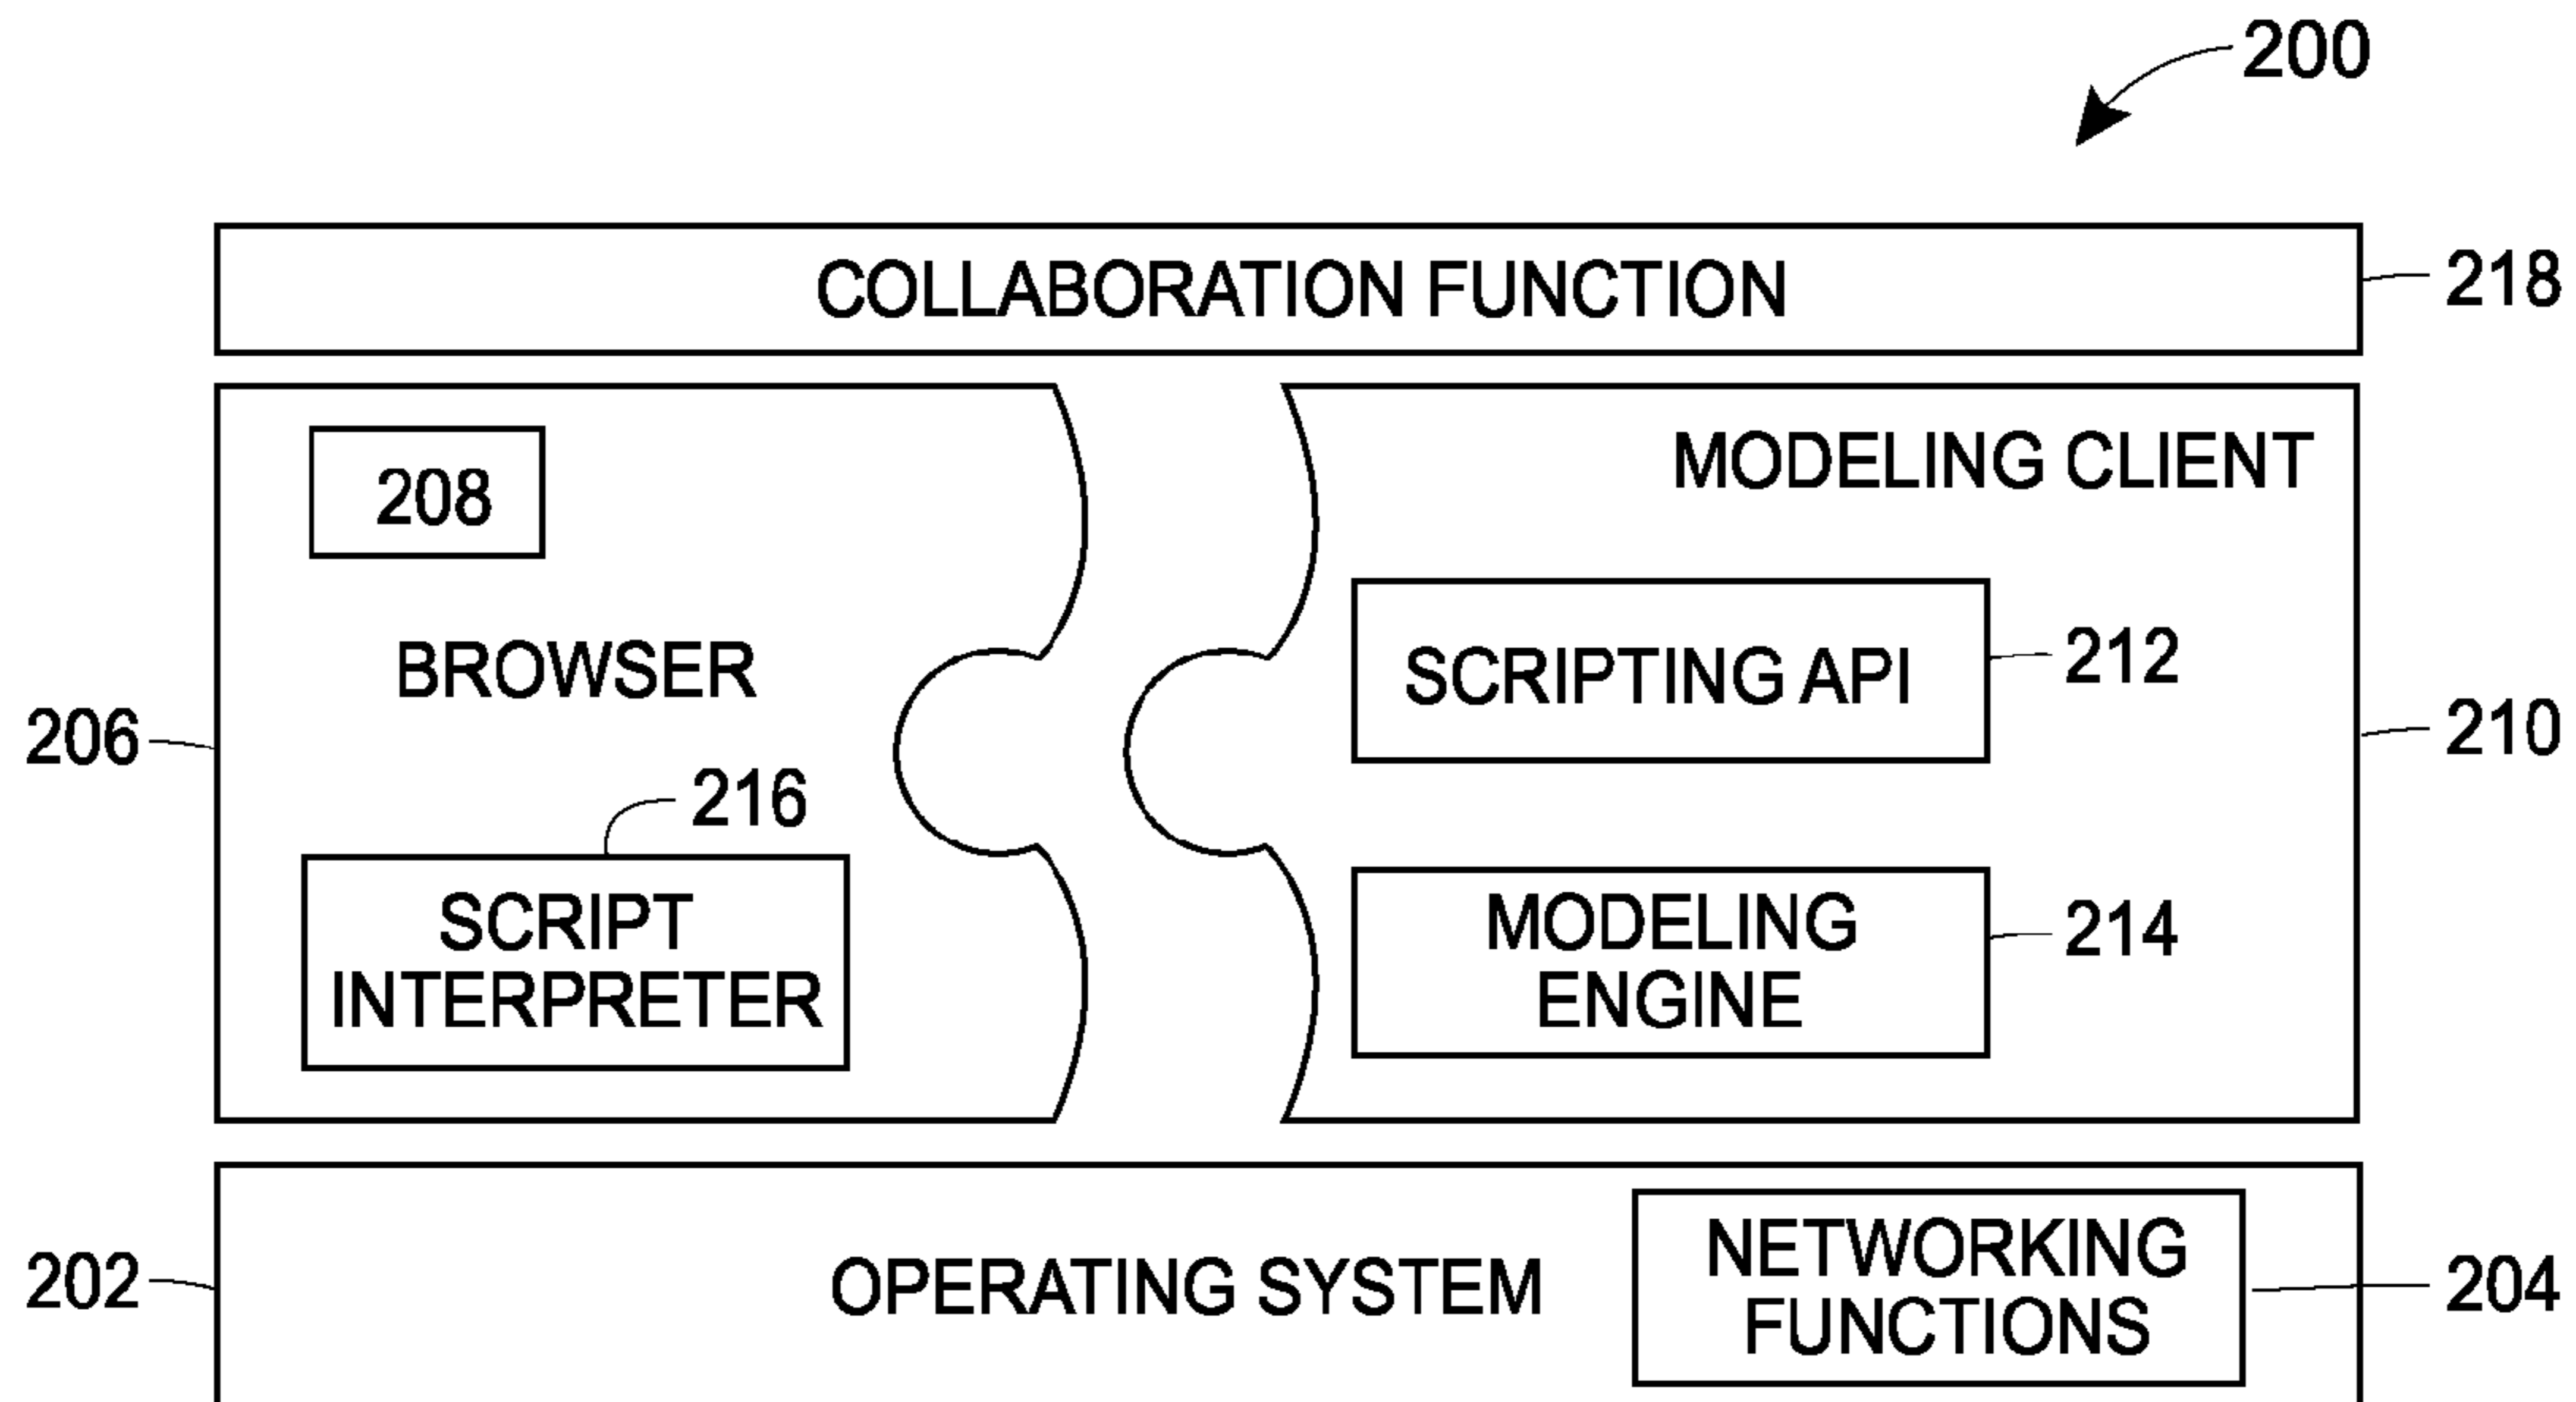 200
COLLABORATION FUNCTION
218
208
MODELING CLIENT
BROWSER
SCRIPTING API
212
206
210
216
SCRIPT
INTERPRETER
MODELING
ENGINE
214
202
OPERATING SYSTEM
NETWORKING
FUNCTIONS
204